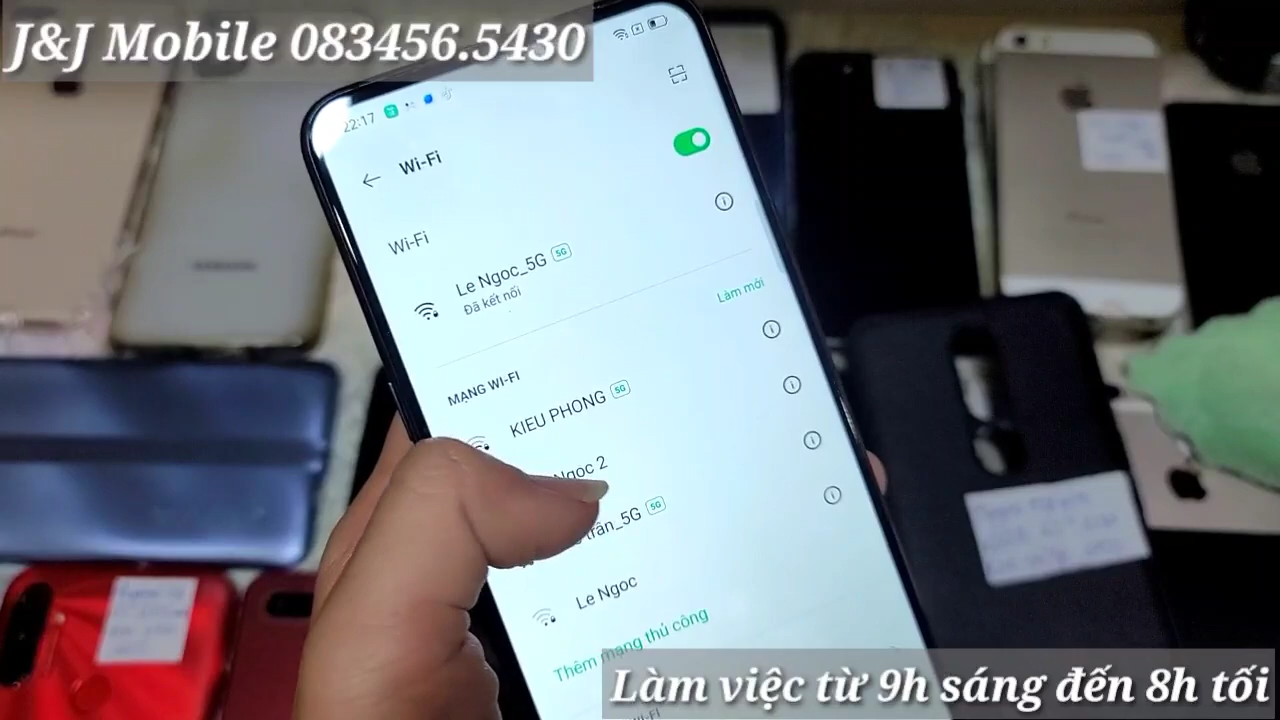 J&J Mobile 083456.5430
22:17
Wi-Fi
Wi-Fi
Le Ngoc_5G 5G
Đã kết nối
Làm mới
MẠNG WI-FI
KIEU PHONG 5G
Ngoc 2
trần_5G 5G
Le Ngoc
Thêm mạng thủ công
Làm việc từ 9h sáng đến 8h tối
SAMSUNG